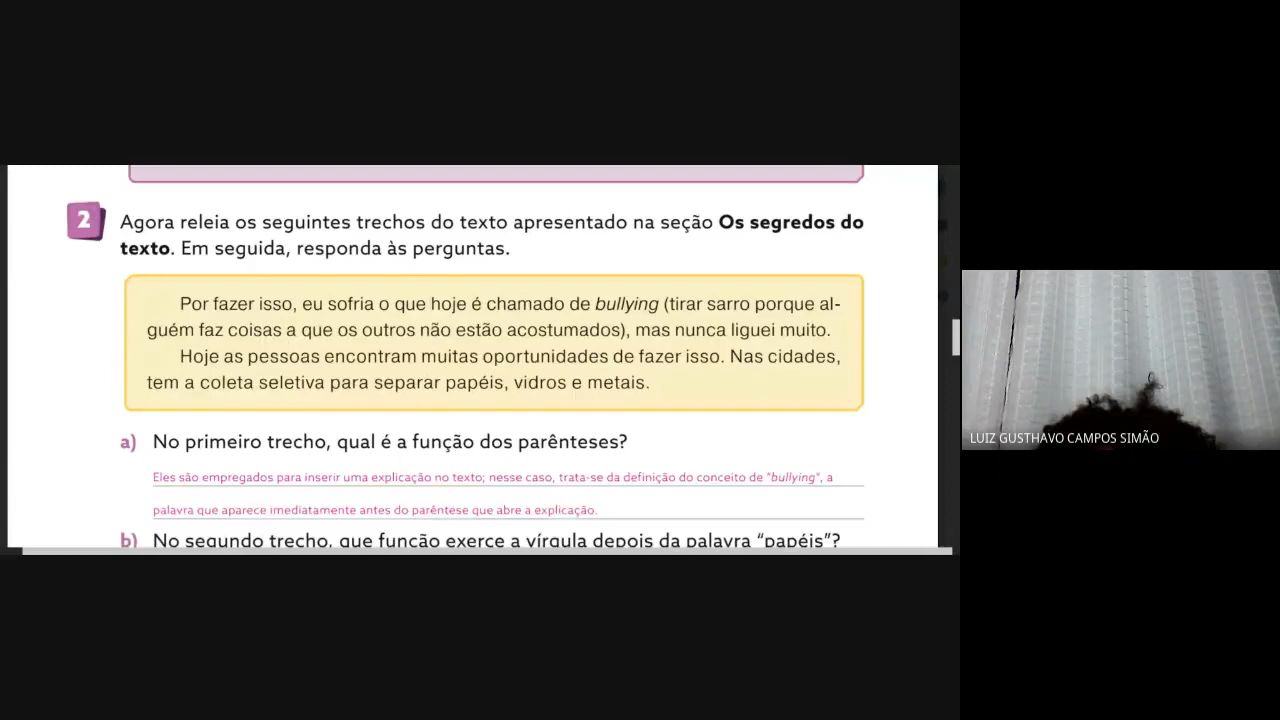 2
Agora releia os seguintes trechos do texto apresentado na seção Os segredos do
texto. Em seguida, responda às perguntas.
Por fazer isso, eu sofria o que hoje é chamado de bullying (tirar sarro porque al-
guém faz coisas a que os outros não estão acostumados), mas nunca liguei muito.
Hoje as pessoas encontram muitas oportunidades de fazer isso. Nas cidades,
tem a coleta seletiva para separar papéis, vidros e metais.
a) No primeiro trecho, qual é a função dos parênteses?
Eles são empregados para inserir uma explicação no texto; nesse caso, trata-se da definição do conceito de "bullying", a
palavra que aparece imediatamente antes do parêntese que abre a explicação.
b) No segundo trecho, que função exerce a vírgula depois da palavra “papéis”?
LUIZ GUSTHAVO CAMPOS SIMÃO